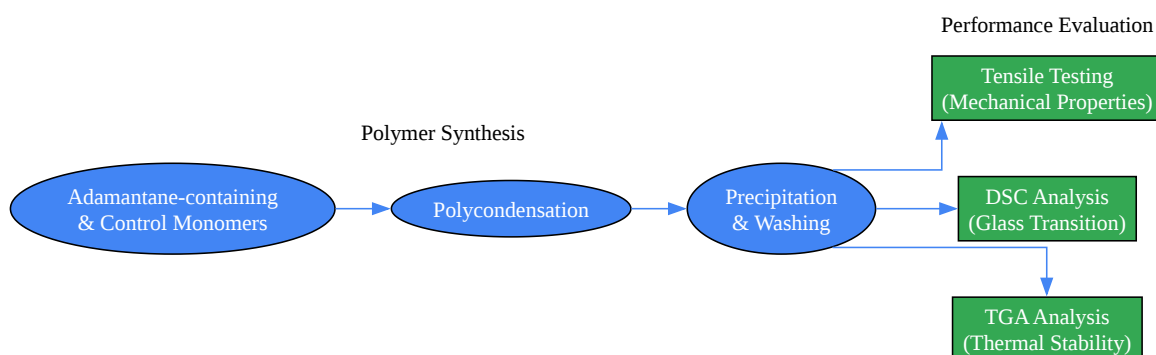 Performance Evaluation
Tensile Testing
(Mechanical Properties)
Polymer Synthesis
Adamantane-containing
& Control Monomers
Polycondensation
Precipitation
& Washing
DSC Analysis
(Glass Transition)
TGA Analysis
(Thermal Stability)